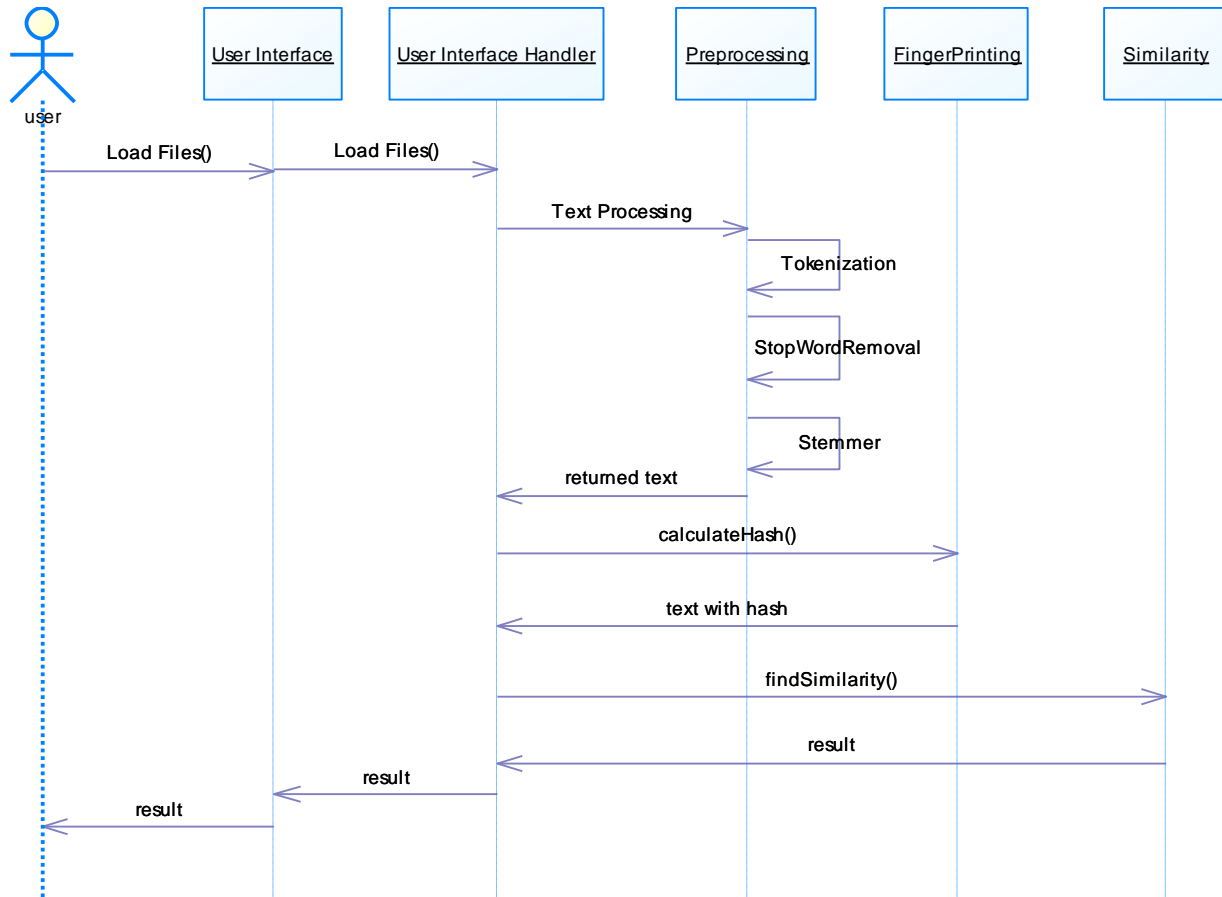 User Interface
User Interface Handler
Preprocessing
FingerPrinting
Similarity
user
Load Files()
Load Files()
Text Processing
Tokenization
StopWordRemoval
Stemmer
returned text
calculateHash()
text with hash
findSimilarity()
result
result
result